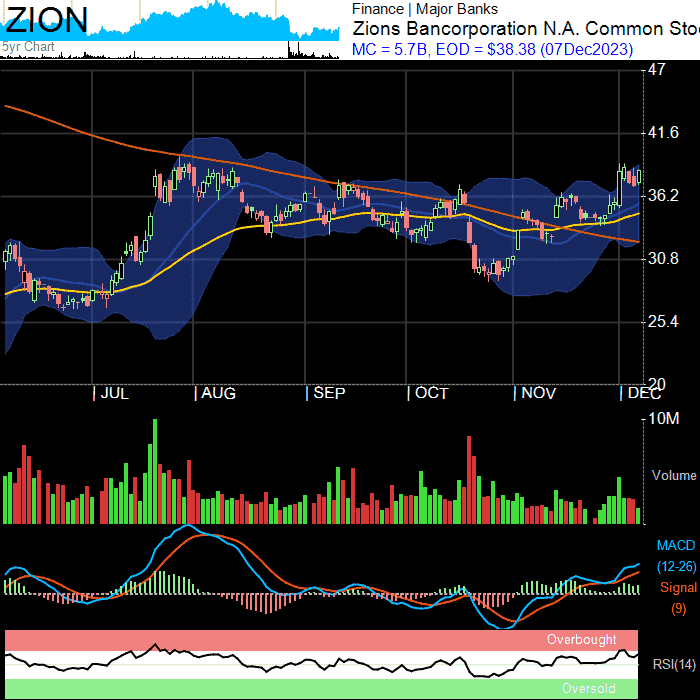 ZION
5yr Chart
Finance | Major Banks
Zions Bancorporation N.A. Common Sto
MC = 5.7B, EOD = $38.38 (07Dec2023)
47
41.6
36.2
30.8
25.4
20
JUL AUG SEP OCT NOV DEC
10M
Volume
MACD
(12-26)
Signal
(9)
Overbought
RSI(14)
Oversold